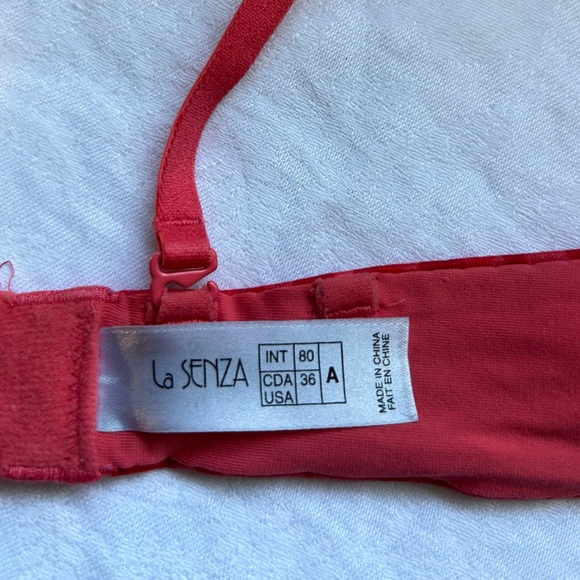 La SENZA
INT 80
CDA USA 36
A
MADE IN CHINA
FAIT EN CHINE